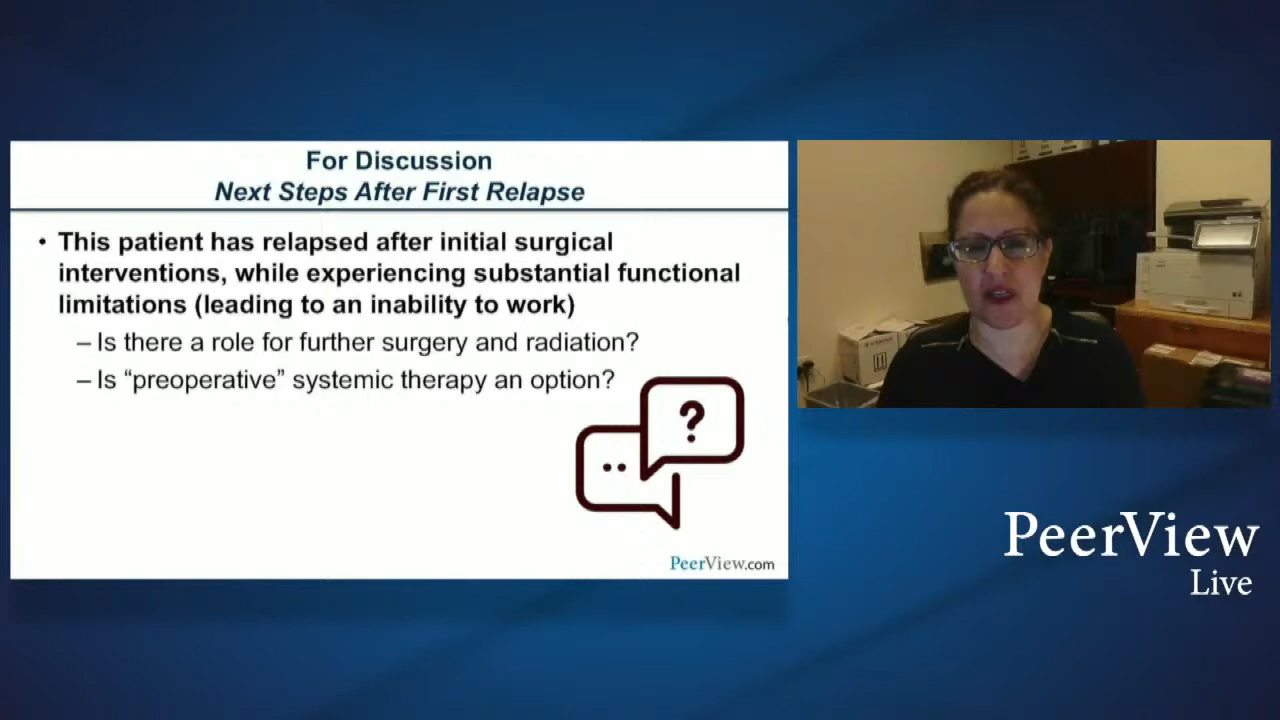 For Discussion
Next Steps After First Relapse
• This patient has relapsed after initial surgical
interventions, while experiencing substantial functional
limitations (leading to an inability to work)
– Is there a role for further surgery and radiation?
– Is “preoperative” systemic therapy an option?
?
PeerView.com
PeerView
Live